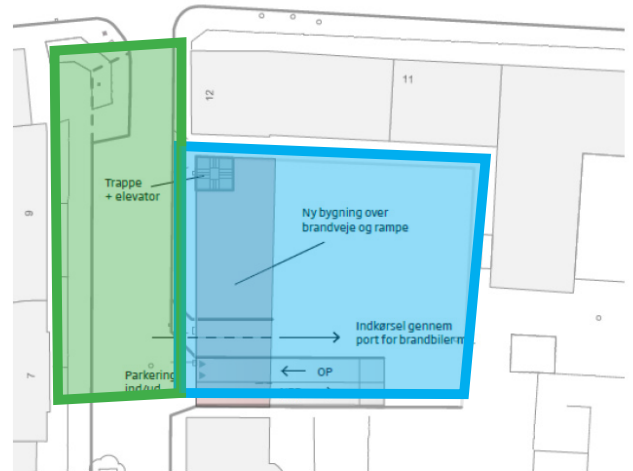 11
12
Trappe
+ elevator
9
Ny bygning over
brandveje og rampe
Indkørsel gennem
port for brandbiler
OP
7
Parkering
ind/ud